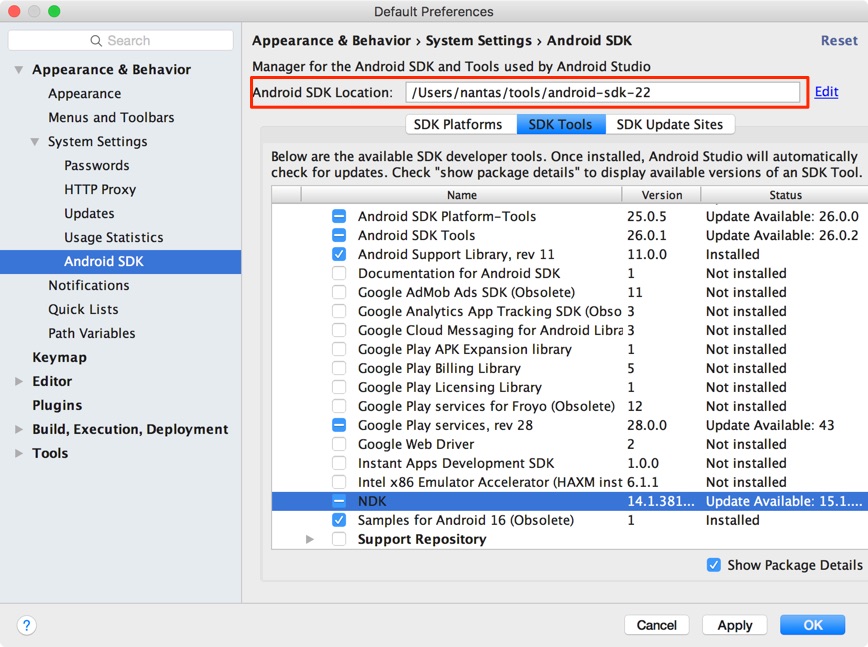 Default Preferences
Search
Appearance & Behavior
Appearance
Menus and Toolbars
System Settings
Passwords
HTTP Proxy
Updates
Usage Statistics
Android SDK
Notifications
Quick Lists
Path Variables
Keymap
Editor
Plugins
Build, Execution, Deployment
Tools
Appearance & Behavior › System Settings › Android SDK Reset
Manager for the Android SDK and Tools used by Android Studio
Android SDK Location: /Users/nantas/tools/android-sdk-22 Edit
SDK Platforms SDK Tools SDK Update Sites
Below are the available SDK developer tools. Once installed, Android Studio will automatically
check for updates. Check "show package details" to display available versions of an SDK Tool.
Name Version Status
Android SDK Platform-Tools 25.0.5 Update Available: 26.0.0
Android SDK Tools 26.0.1 Update Available: 26.0.2
Android Support Library, rev 11 11.0.0 Installed
Documentation for Android SDK 1 Not installed
Google AdMob Ads SDK (Obsolete) 11 Not installed
Google Analytics App Tracking SDK (Obso 3 Not installed
Google Cloud Messaging for Android Libra 3 Not installed
Google Play APK Expansion library 1 Not installed
Google Play Billing Library 5 Not installed
Google Play Licensing Library 1 Not installed
Google Play services for Froyo (Obsolete) 12 Not installed
Google Play services, rev 28 28.0.0 Update Available: 43
Google Web Driver 2 Not installed
Instant Apps Development SDK 1.0.0 Not installed
Intel x86 Emulator Accelerator (HAXM inst 6.1.1 Not installed
NDK 14.1.381... Update Available: 15.1....
Samples for Android 16 (Obsolete) 1 Installed
Support Repository
Show Package Details
? Cancel Apply OK